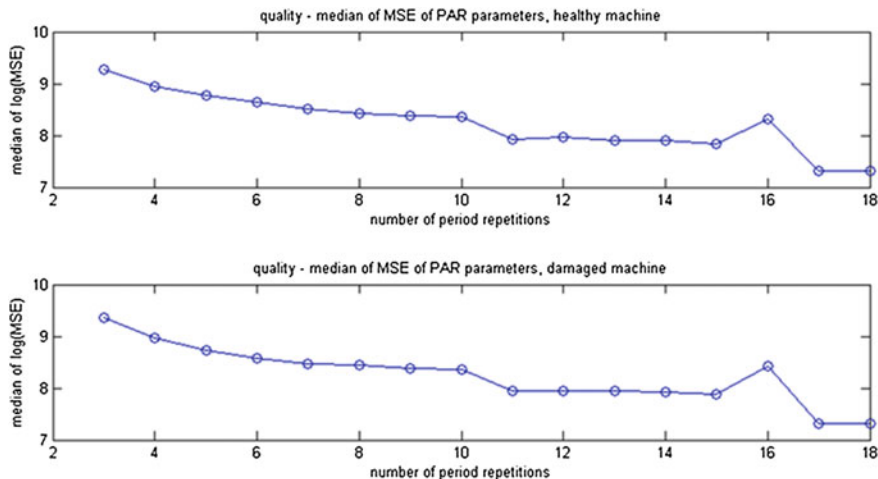 quality - median of MSE of PAR parameters, healthy machine
10
9
8
7
median of log(MSE)
2 4 6 8 10 12 14 16 18
number of period repetitions
quality - median of MSE of PAR parameters, damaged machine
10
9
8
7
median of log(MSE)
2 4 6 8 10 12 14 16 18
number of period repetitions